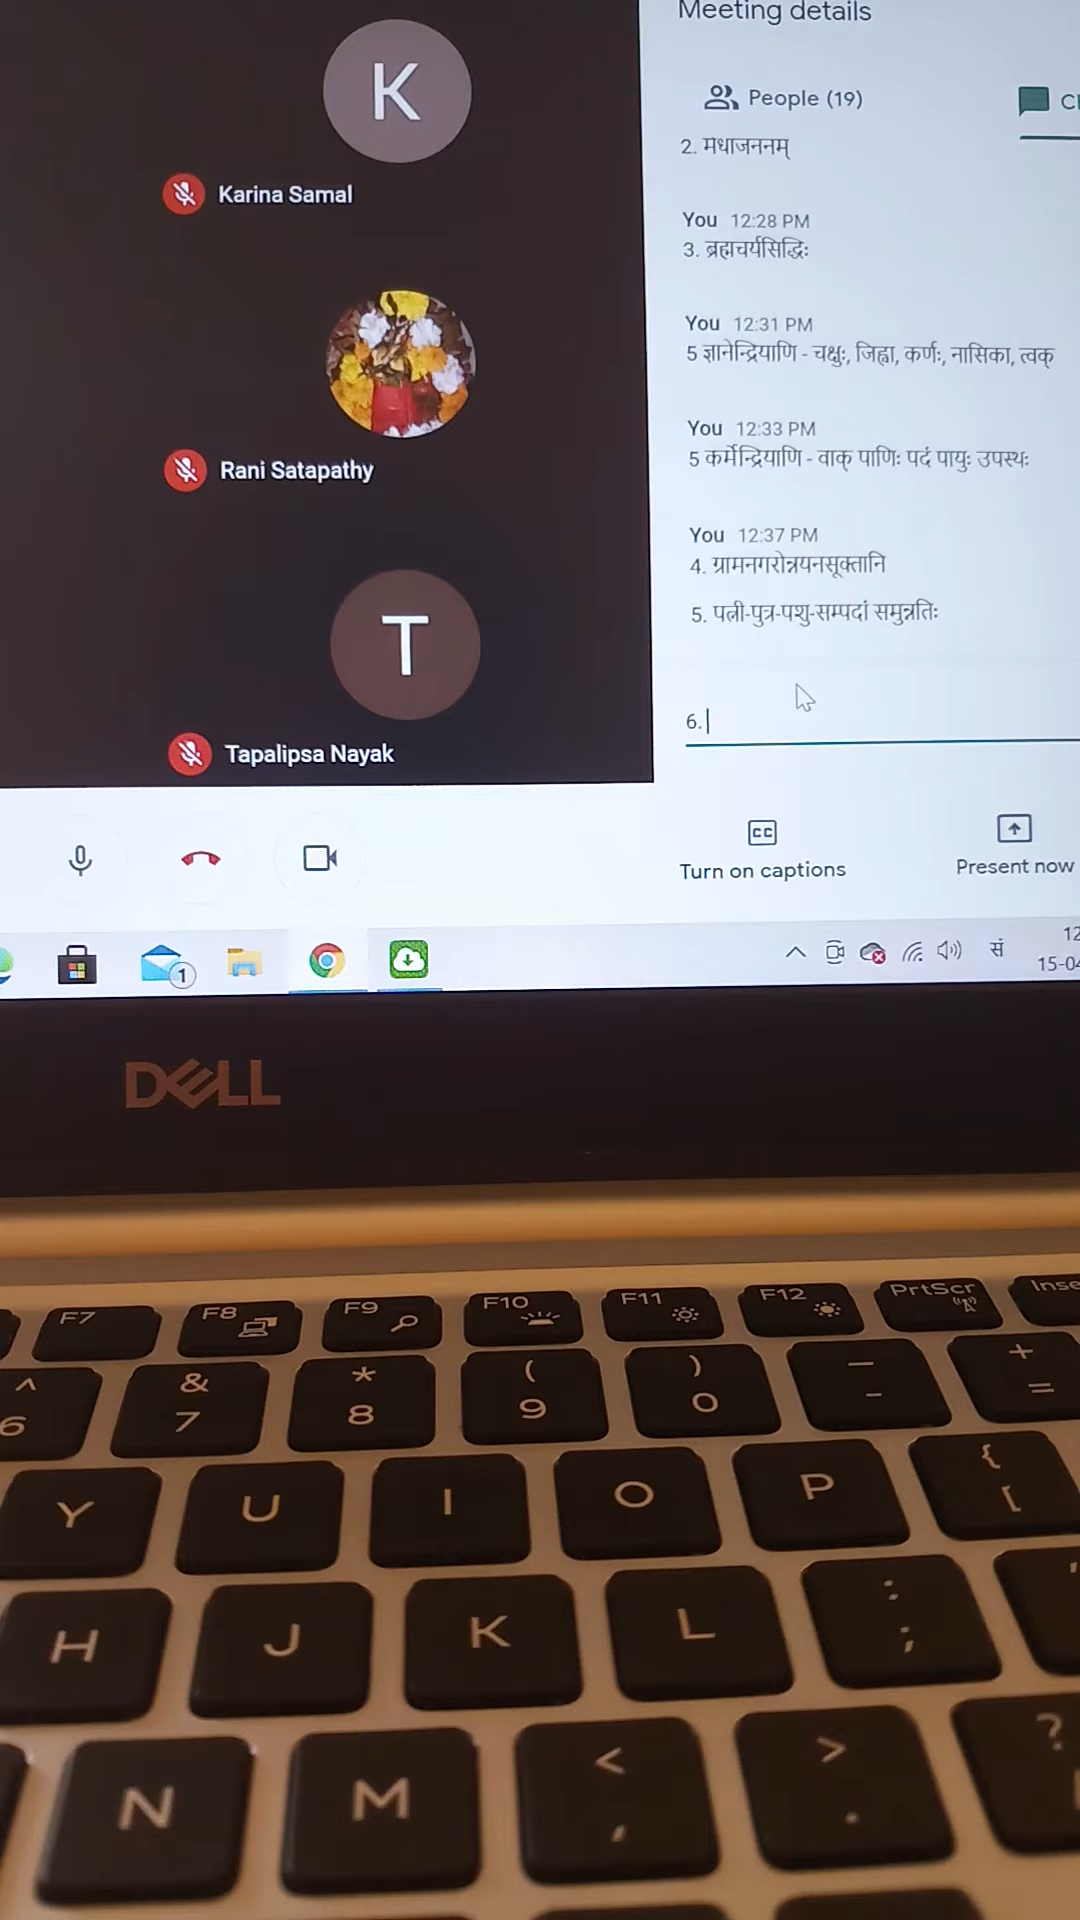 Meeting details
K
People (19)
2. मेधाजननम्
Karina Samal
You 12:28 PM
3. ब्रह्मचर्यसिद्धिः
You 12:31 PM
5 ज्ञानेन्द्रियाणि - चक्षुः, जिह्वा, कर्णः, नासिका, त्वक्
You 12:33 PM
5 कर्मेन्द्रियाणि - वाक् पाणिः पदं पायुः उपस्थः
Rani Satapathy
You 12:37 PM
4. ग्रामनगरोन्नयनसूक्तानि
5. पत्नी-पुत्र-पशु-सम्पदां समुन्नतिः
T
6.
Tapalipsa Nayak
CC
Turn on captions
Present now
1
सं
DELL
F7 F8 F9 F10 F11 F12 PrtScr
^ & * ( ) — +
6 7 8 9 0 - =
Y U I O P { [
H J K L : ;
N M < , > . ?